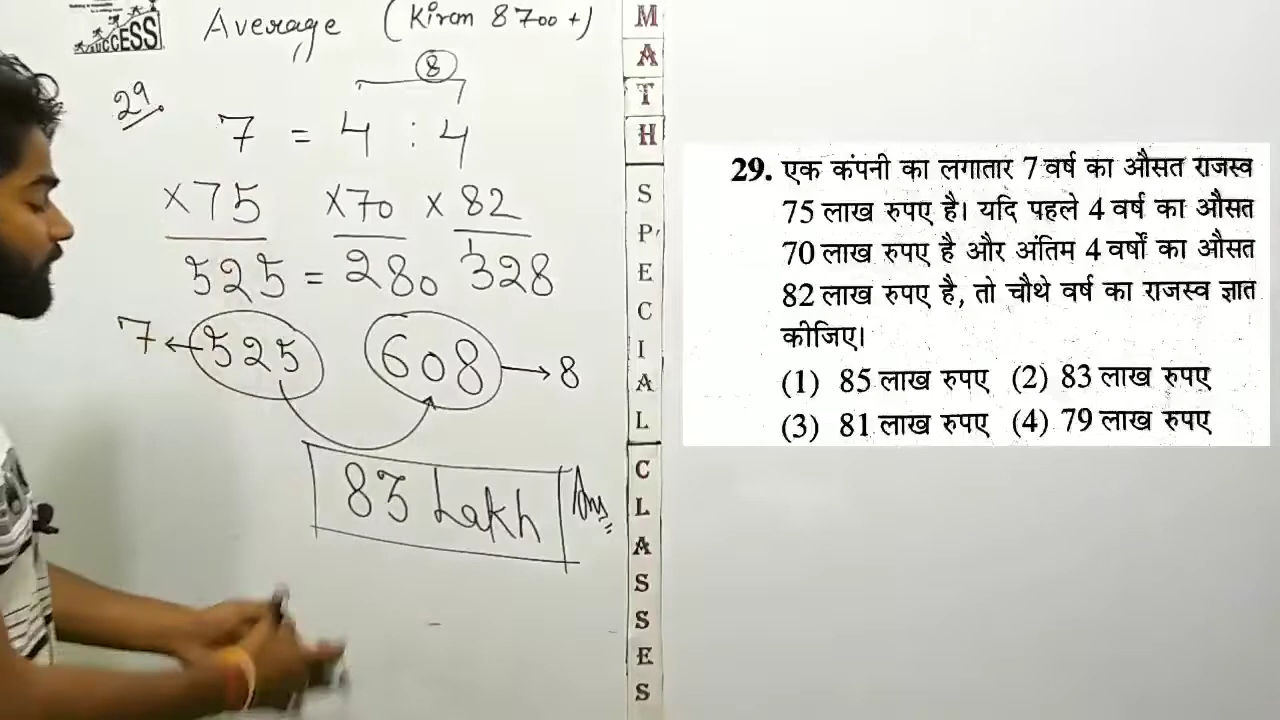 SUCCESS
Average (Kiran 8700+)
29
8
7 = 4 : 4
×75 ×70 × 82
525 = 280 328
7 ← 525 608 → 8
83 Lakh Ans
MATH SPECIAL CLASSES
29. एक कंपनी का लगातार 7 वर्ष का औसत राजस्व
75 लाख रुपए है। यदि पहले 4 वर्ष का औसत
70 लाख रुपए है और अंतिम 4 वर्षों का औसत
82 लाख रुपए है, तो चौथे वर्ष का राजस्व ज्ञात
कीजिए।
(1) 85 लाख रुपए (2) 83 लाख रुपए
(3) 81 लाख रुपए (4) 79 लाख रुपए